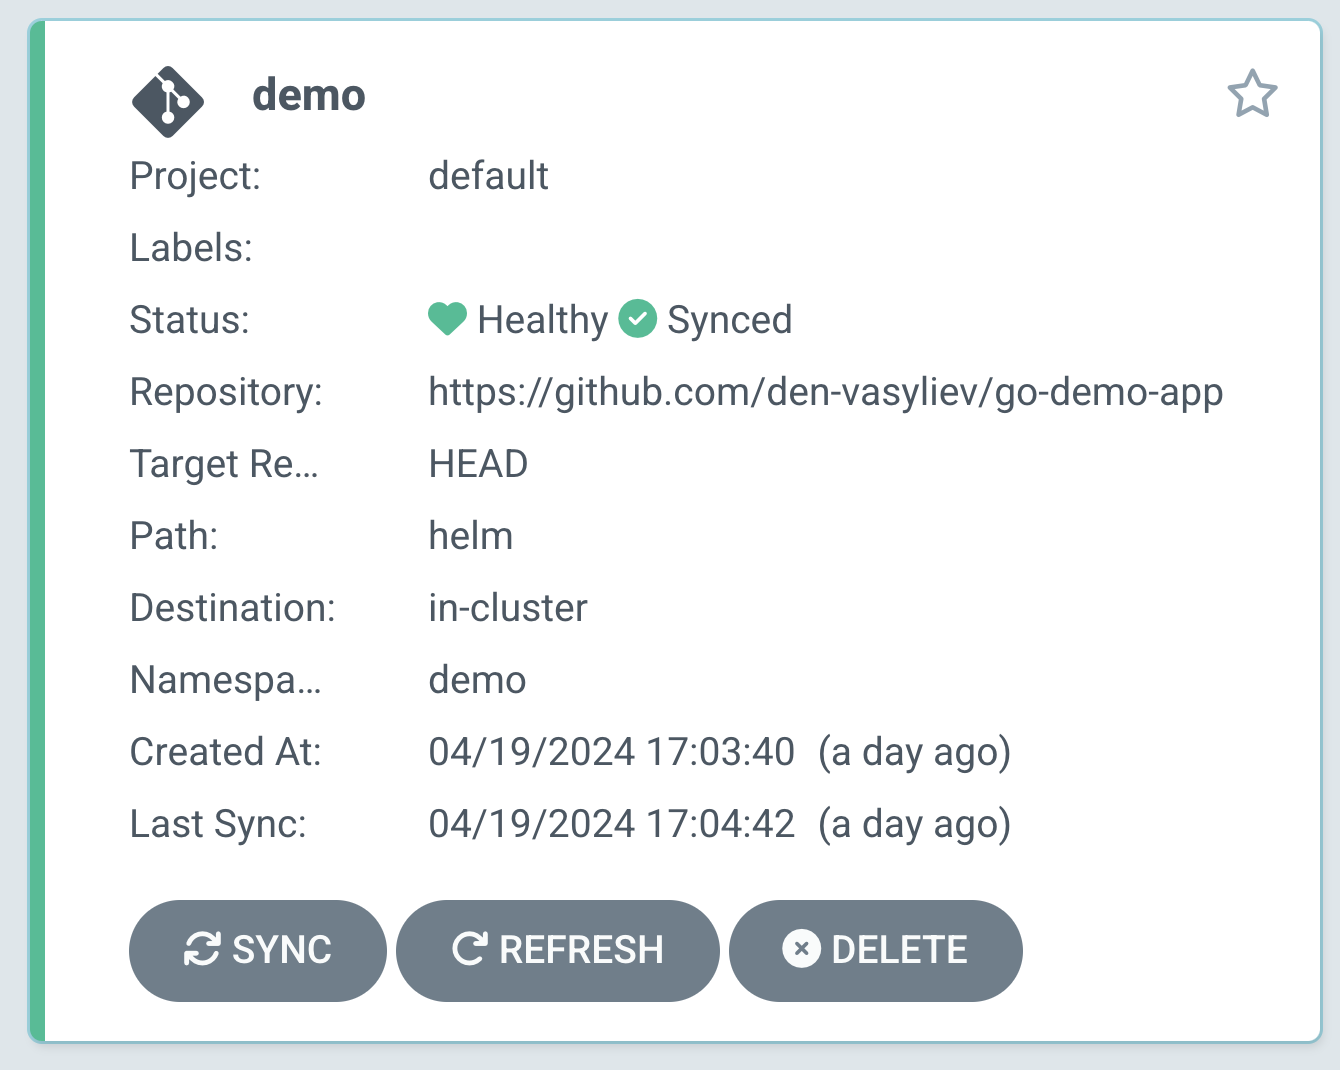 demo
Project: default
Labels:
Status: Healthy Synced
Repository: https://github.com/den-vasyliev/go-demo-app
Target Re... HEAD
Path: helm
Destination: in-cluster
Namespa... demo
Created At: 04/19/2024 17:03:40 (a day ago)
Last Sync: 04/19/2024 17:04:42 (a day ago)
SYNC REFRESH DELETE